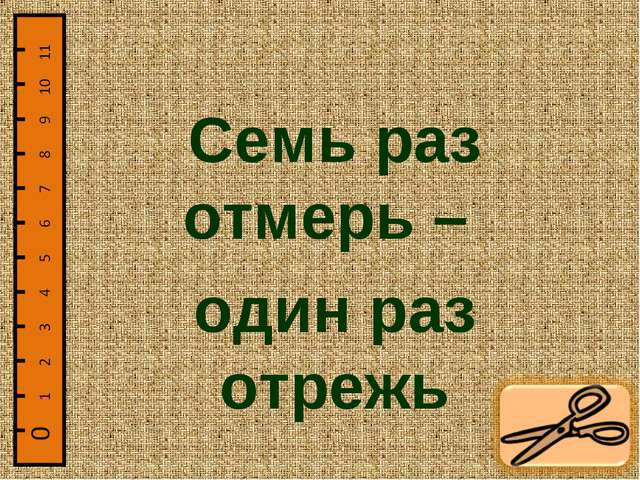 Семь раз
отмерь –
один раз
отрежь
0 1 2 3 4 5 6 7 8 9 10 11